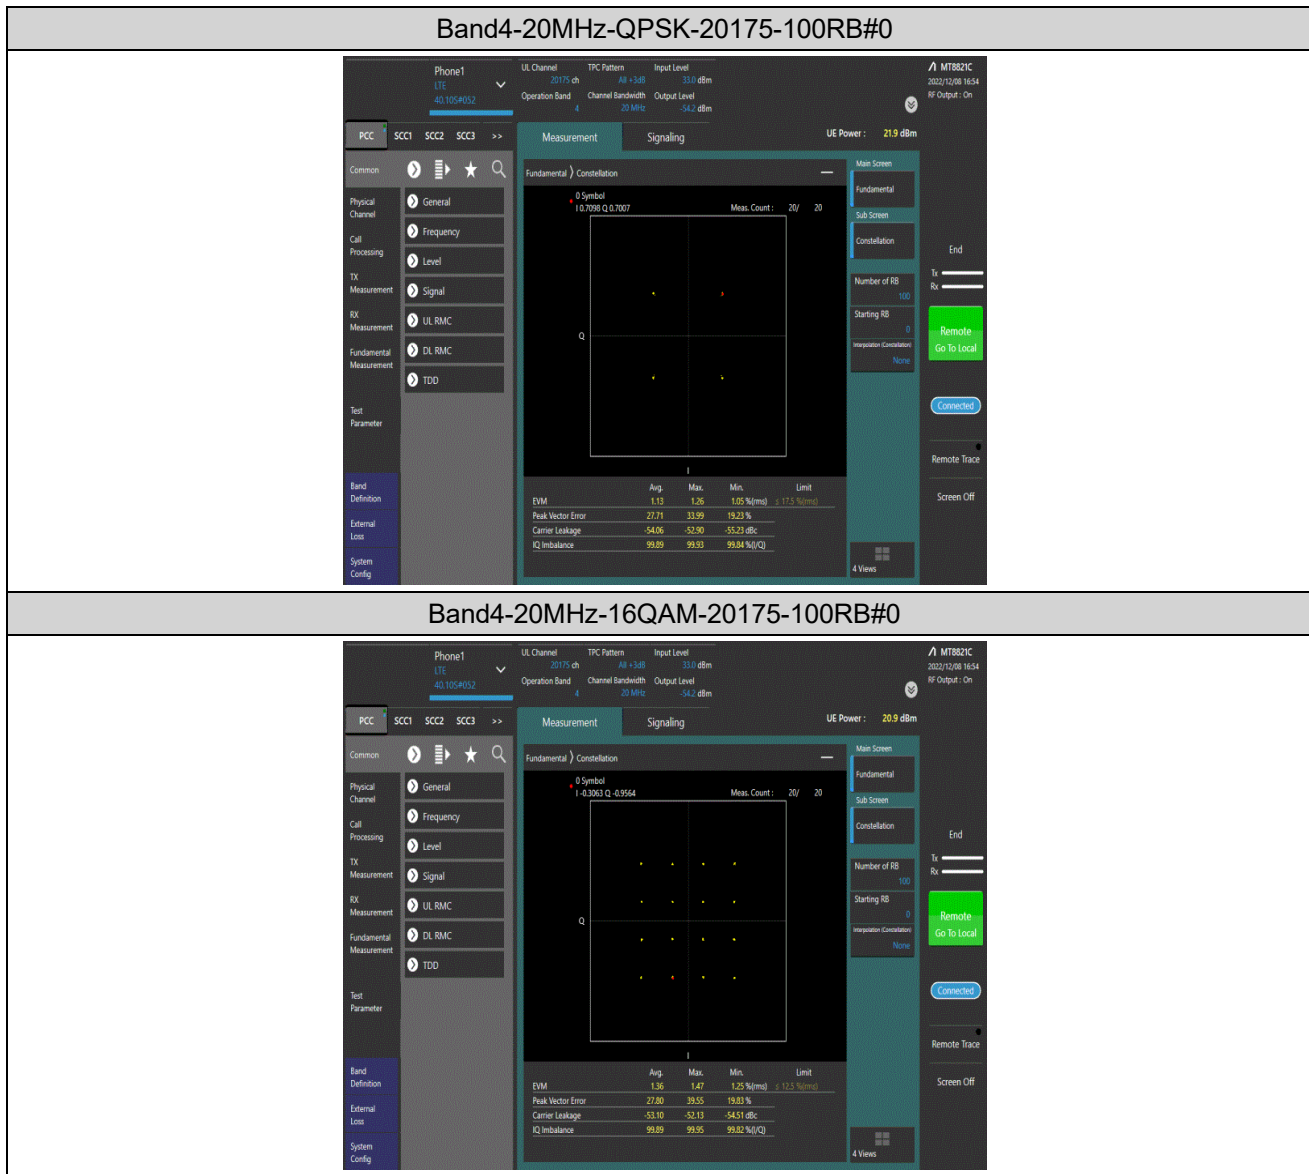 Band4-20MHz-QPSK-20175-100RB#0
Phone1
LTE
40.105#052
UL Channel TPC Pattern Input Level
20175 ch All +3dB 33.0 dBm
Operation Band Channel Bandwidth Output Level
4 20 MHz -54.2 dBm
MT8821C
2022/12/08 16:54
RF Output : On
PCC SCC1 SCC2 SCC3 >>
Measurement Signaling
UE Power : 21.9 dBm
Common
Physical
Channel
Call
Processing
TX
Measurement
RX
Measurement
Fundamental
Measurement
Test
Parameter
Band
Definition
External
Loss
System
Config
General
Frequency
Level
Signal
UL RMC
DL RMC
TDD
Fundamental Constellation
0 Symbol
I 0.7098 Q 0.7007 Meas. Count : 20/ 20
Q
I
Avg. Max. Min. Limit
EVM 1.13 1.26 1.05 %(rms) ≤ 17.5 %(rms)
Peak Vector Error 27.71 33.99 19.23 %
Carrier Leakage -54.06 -52.90 -55.23 dBc
IQ Imbalance 99.89 99.93 99.84 %(I/Q)
Main Screen
Fundamental
Sub Screen
Constellation
Number of RB
100
Starting RB
0
Interpolation (Constellation)
None
4 Views
End
Tx
Rx
Remote
Go To Local
Connected
Remote Trace
Screen Off
Band4-20MHz-16QAM-20175-100RB#0
Phone1
LTE
40.105#052
UL Channel TPC Pattern Input Level
20175 ch All +3dB 33.0 dBm
Operation Band Channel Bandwidth Output Level
4 20 MHz -54.2 dBm
MT8821C
2022/12/08 16:54
RF Output : On
PCC SCC1 SCC2 SCC3 >>
Measurement Signaling
UE Power : 20.9 dBm
Common
Physical
Channel
Call
Processing
TX
Measurement
RX
Measurement
Fundamental
Measurement
Test
Parameter
Band
Definition
External
Loss
System
Config
General
Frequency
Level
Signal
UL RMC
DL RMC
TDD
Fundamental Constellation
0 Symbol
I -0.3063 Q -0.9564 Meas. Count : 20/ 20
Q
I
Avg. Max. Min. Limit
EVM 1.36 1.47 1.25 %(rms) ≤ 12.5 %(rms)
Peak Vector Error 27.80 39.55 19.83 %
Carrier Leakage -53.10 -52.13 -54.51 dBc
IQ Imbalance 99.89 99.95 99.82 %(I/Q)
Main Screen
Fundamental
Sub Screen
Constellation
Number of RB
100
Starting RB
0
Interpolation (Constellation)
None
4 Views
End
Tx
Rx
Remote
Go To Local
Connected
Remote Trace
Screen Off